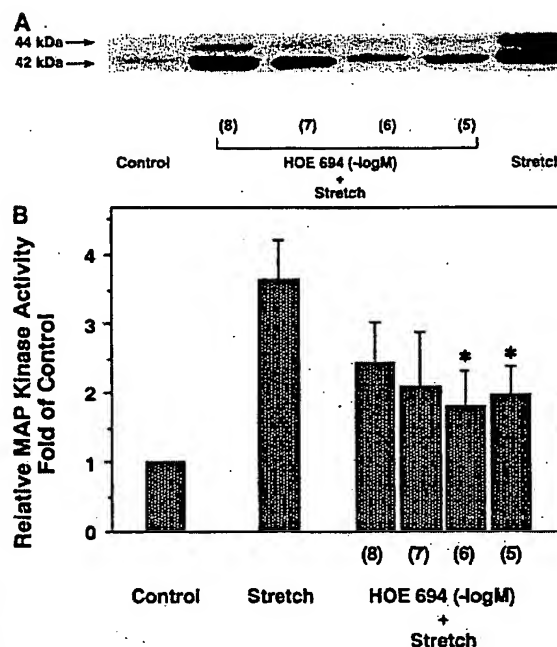 A
44 kDa
42 kDa
(8) (7) (6) (5)
Control HOE 694 (-logM) Stretch
+
Stretch
B
Relative MAP Kinase Activity
Fold of Control
4
3
2
1
0
* *
(8) (7) (6) (5)
Control Stretch HOE 694 (-logM)
+
Stretch